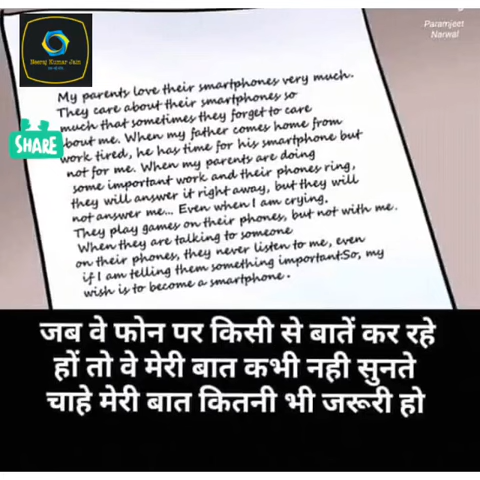 Paramjeet
Narwal
Neeraj Kumar Jain
SHARE
My parents love their smartphones very much.
They care about their smartphones so
much that sometimes they forget to care
about me. When my father comes home from
work tired, he has time for his smartphone but
not for me. When my parents are doing
some important work and their phones ring,
they will answer it right away, but they will
not answer me... Even when I am crying.
They play games on their phones, but not with me.
When they are talking to someone
on their phones, they never listen to me, even
if I am telling them something important.So, my
wish is to become a smartphone.
जब वे फोन पर किसी से बातें कर रहे
हों तो वे मेरी बात कभी नही सुनते
चाहे मेरी बात कितनी भी जरूरी हो